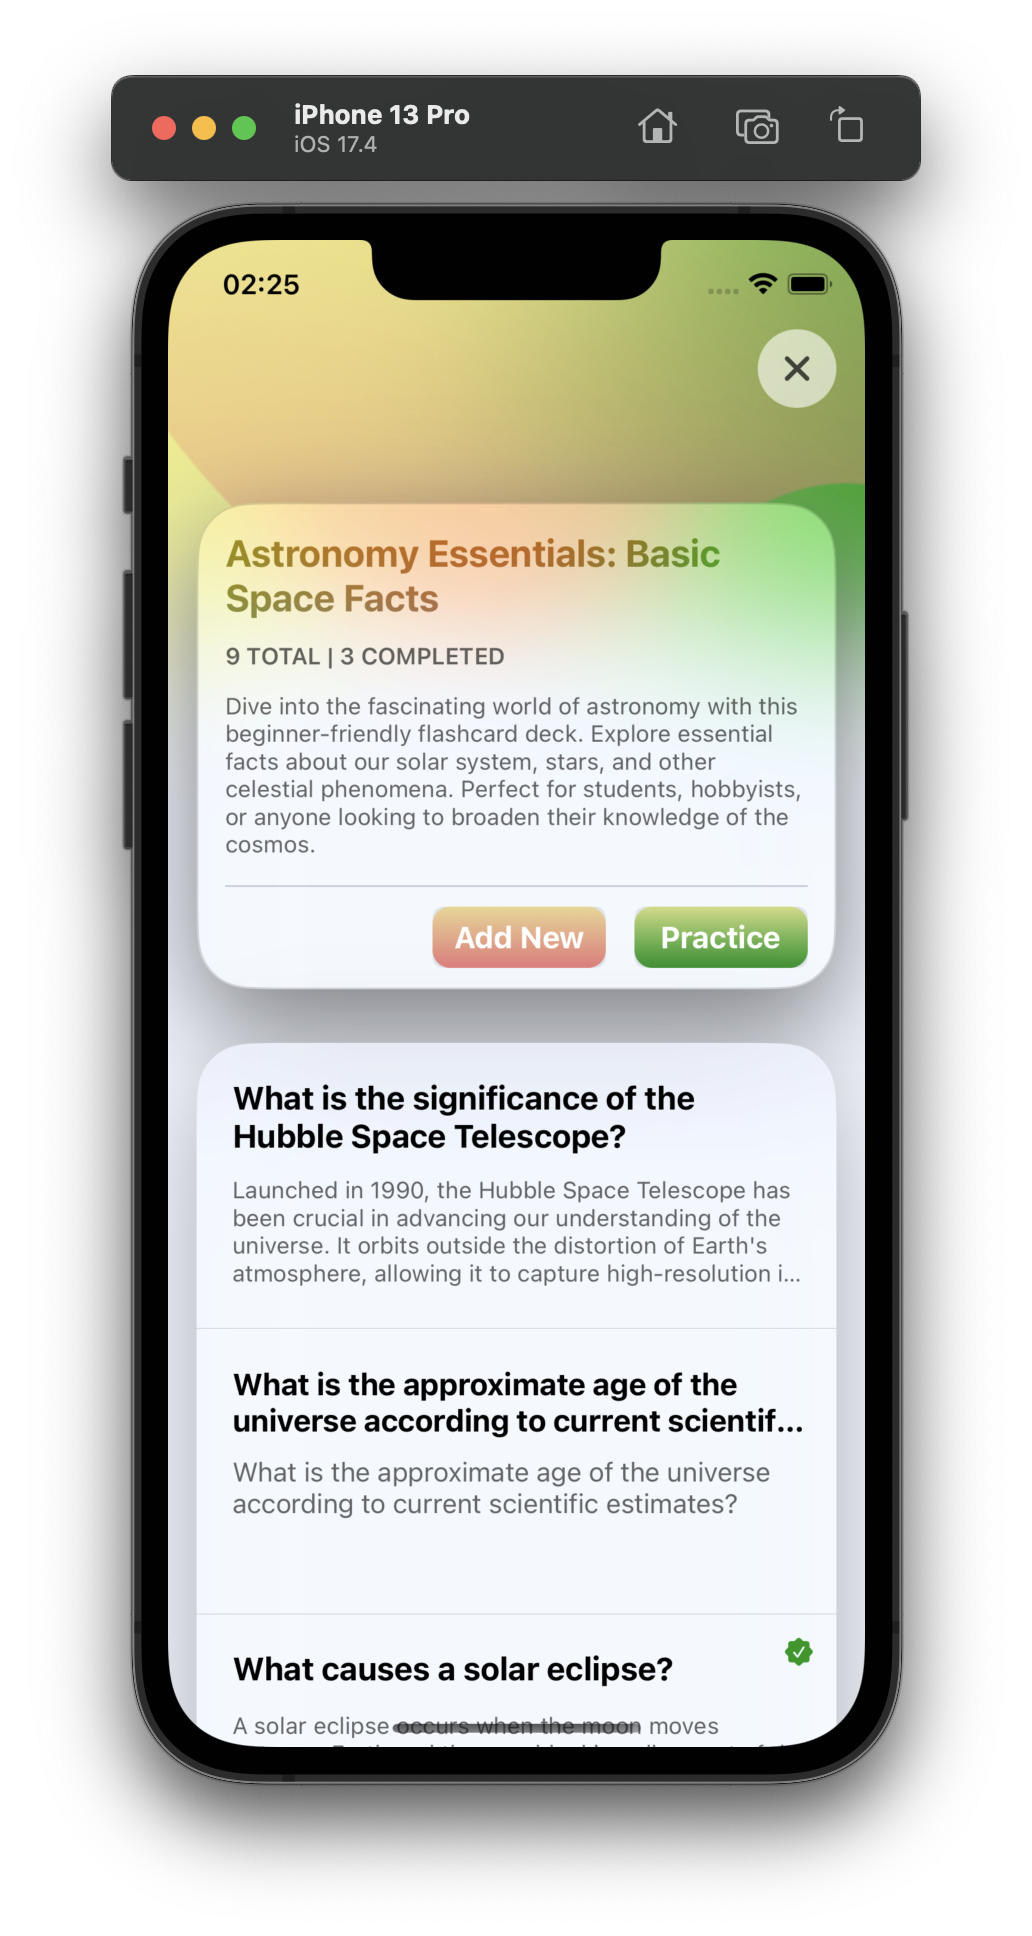 iPhone 13 Pro
iOS 17.4
02:25
Astronomy Essentials: Basic
Space Facts
9 TOTAL | 3 COMPLETED
Dive into the fascinating world of astronomy with this
beginner-friendly flashcard deck. Explore essential
facts about our solar system, stars, and other
celestial phenomena. Perfect for students, hobbyists,
or anyone looking to broaden their knowledge of the
cosmos.
Add New
Practice
What is the significance of the
Hubble Space Telescope?
Launched in 1990, the Hubble Space Telescope has
been crucial in advancing our understanding of the
universe. It orbits outside the distortion of Earth's
atmosphere, allowing it to capture high-resolution i...
What is the approximate age of the
universe according to current scientif...
What is the approximate age of the universe
according to current scientific estimates?
What causes a solar eclipse?
A solar eclipse occurs when the moon moves